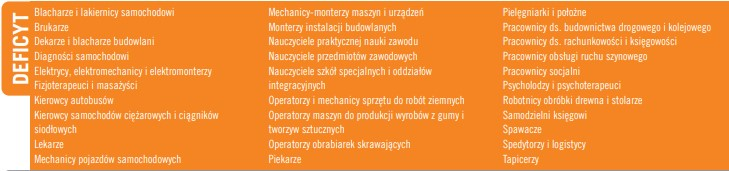 DEFICYT
Blacharze i lakiernicy samochodowi
Brukarze
Dekarze i blacharze budowlani
Diagności samochodowi
Elektrycy, elektromechanicy i elektromonterzy
Fizjoterapeuci i masażyści
Kierowcy autobusów
Kierowcy samochodów ciężarowych i ciągników
siodłowych
Lekarze
Mechanicy pojazdów samochodowych
Mechanicy-monterzy maszyn i urządzeń
Monterzy instalacji budowlanych
Nauczyciele praktycznej nauki zawodu
Nauczyciele przedmiotów zawodowych
Nauczyciele szkół specjalnych i oddziałów
integracyjnych
Operatorzy i mechanicy sprzętu do robót ziemnych
Operatorzy maszyn do produkcji wyrobów z gumy i
tworzyw sztucznych
Operatorzy obrabiarek skrawających
Piekarze
Pielęgniarki i położne
Pracownicy ds. budownictwa drogowego i kolejowego
Pracownicy ds. rachunkowości i księgowości
Pracownicy obsługi ruchu szynowego
Pracownicy socjalni
Psycholodzy i psychoterapeuci
Robotnicy obróbki drewna i stolarze
Samodzielni księgowi
Spawacze
Spedytorzy i logistycy
Tapicerzy